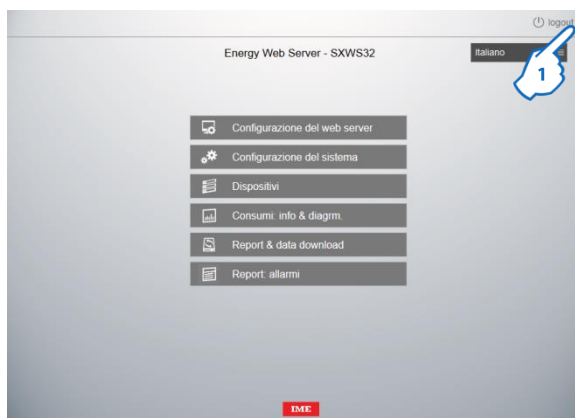 logout
Energy Web Server - SXWS32
Italiano
1
Configurazione del web server
Configurazione del sistema
Dispositivi
Consumi: info & diagrm.
Report & data download
Report: allarmi
IME